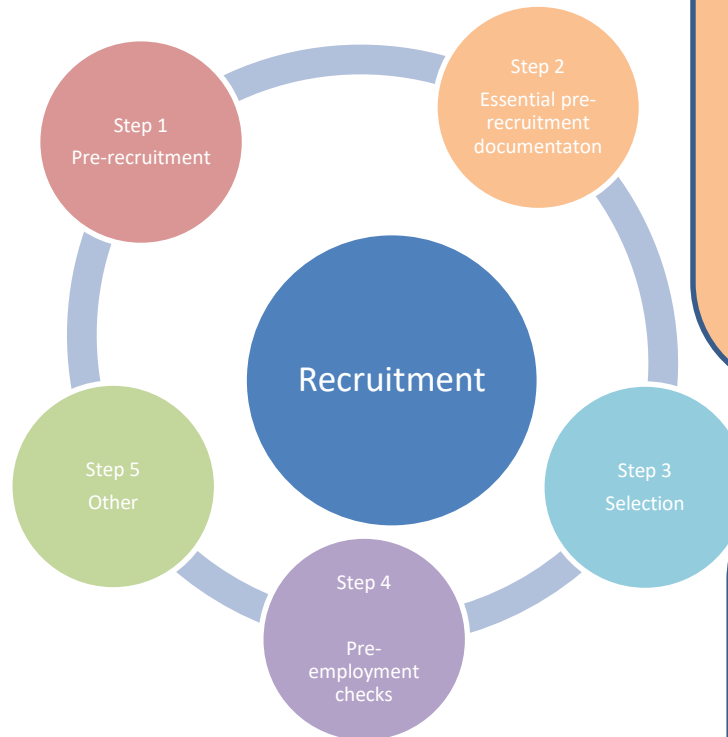 Step 1
Pre-recruitment
Step 2
Essential pre-
recruitment
documentaton
Recruitment
Step 3
Selection
Step 4
Pre-
employment
checks
Step 5
Other